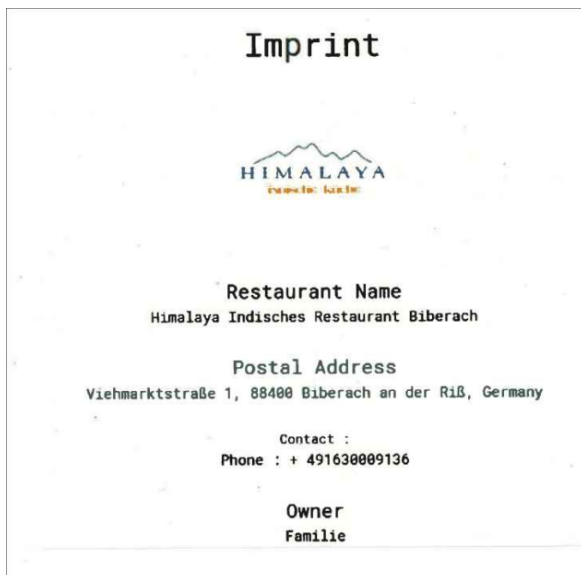 Imprint
HIMALAYA
Restaurant Name
Himalaya Indisches Restaurant Biberach
Postal Address
Viehmarktstraße 1, 88400 Biberach an der Riß, Germany
Contact :
Phone : + 491630009136
Owner
Familie